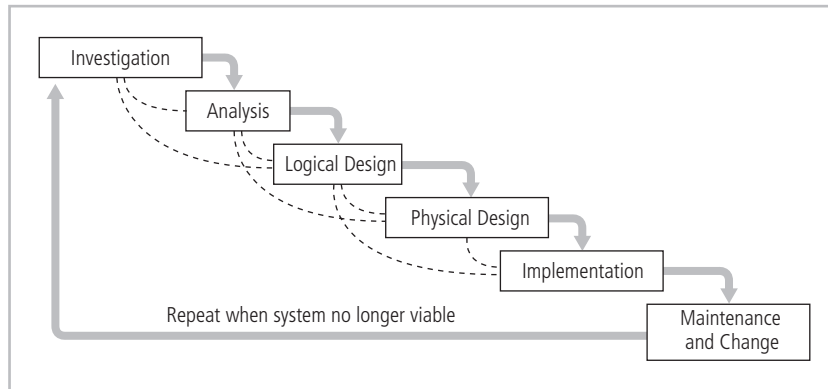 Investigation
Analysis
Logical Design
Physical Design
Implementation
Repeat when system no longer viable
Maintenance
and Change